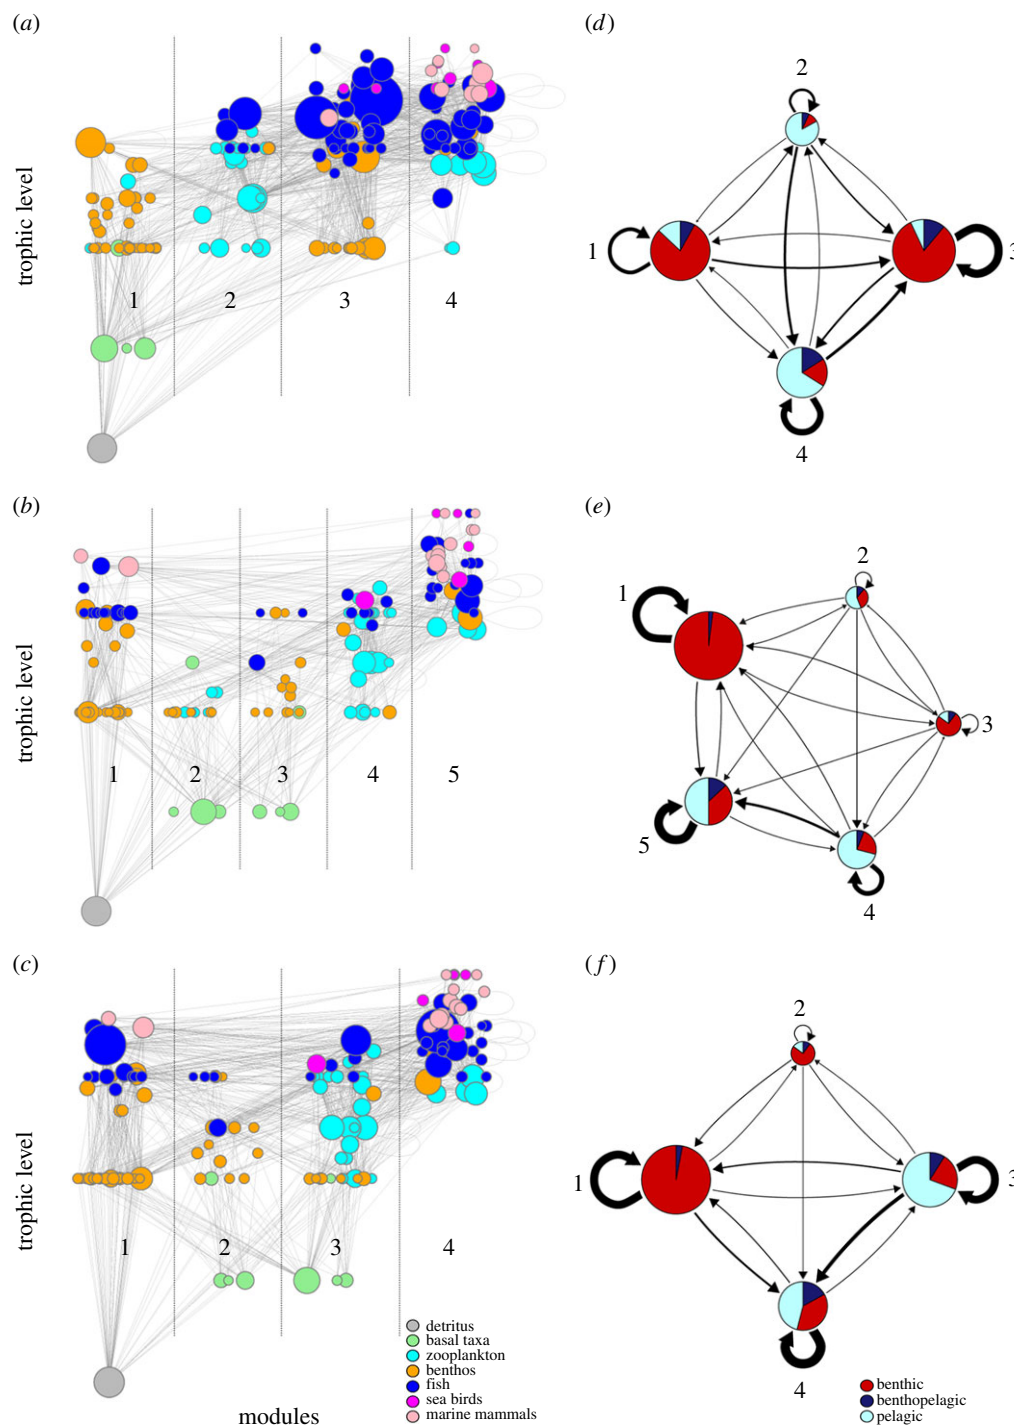 (a)
trophic level
1 2 3 4
(d)
2
1
3
4
(b)
trophic level
1 2 3 4 5
(e)
1
2
3
5
4
(c)
trophic level
1 2 3 4
modules
detritus
basal taxa
zooplankton
benthos
fish
sea birds
marine mammals
(f)
2
1
3
4
benthic
benthopelagic
pelagic